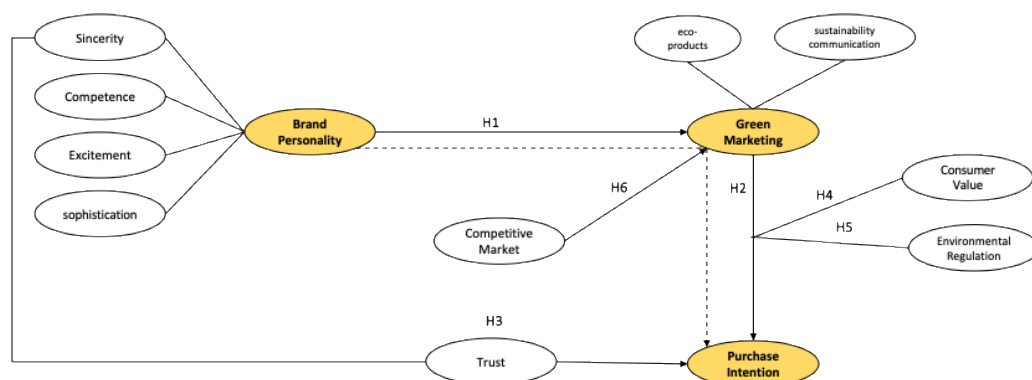 Sincerity
Competence
Excitement
sophistication
Brand
Personality
H1
eco-
products
sustainability
communication
Green
Marketing
H6
Competitive
Market
H2
H4
H5
Consumer
Value
Environmental
Regulation
H3
Trust
Purchase
Intention